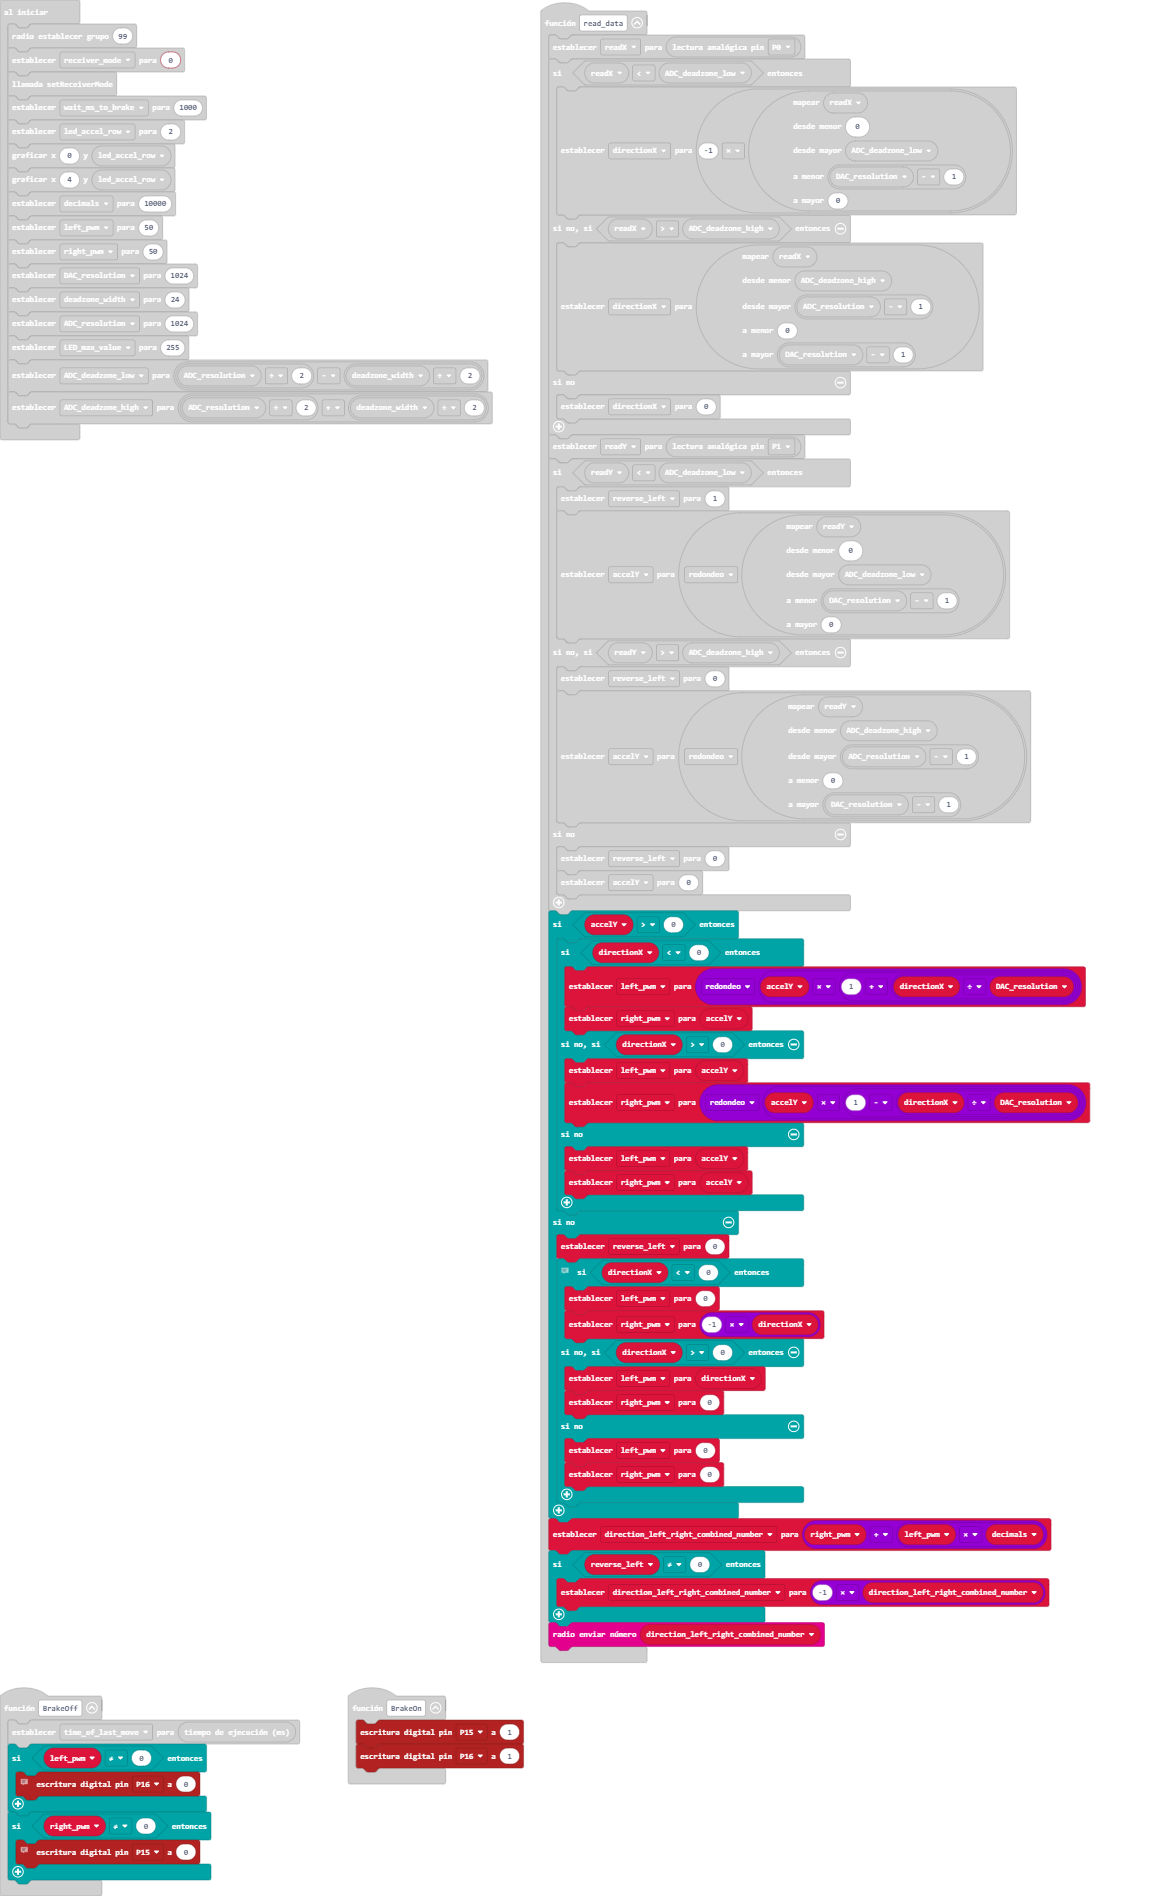 al iniciar
radio establecer grupo 99
establecer receiver_mode para 0
llamada setReceiverMode
establecer wait_ms_to_brake para 1000
establecer led_accel_row para 2
graficar x 0 y led_accel_row
graficar x 4 y led_accel_row
establecer decimals para 10000
establecer left_pwm para 50
establecer right_pwm para 50
establecer DAC_resolution para 1024
establecer deadzone_width para 24
establecer ADC_resolution para 1024
establecer LED_max_value para 255
establecer ADC_deadzone_low para ADC_resolution ÷ 2 - deadzone_width ÷ 2
establecer ADC_deadzone_high para ADC_resolution ÷ 2 + deadzone_width ÷ 2
función read_data
establecer readX para lectura analógica pin P0
si readX < ADC_deadzone_low entonces
mapear readX
desde menor 0
establecer directionX para -1 × desde mayor ADC_deadzone_low
a menor DAC_resolution - 1
a mayor 0
si no, si readX > ADC_deadzone_high entonces
mapear readX
desde menor ADC_deadzone_high
establecer directionX para desde mayor ADC_resolution - 1
a menor 0
a mayor DAC_resolution - 1
si no
establecer directionX para 0
establecer readY para lectura analógica pin P1
si readY < ADC_deadzone_low entonces
establecer reverse_left para 1
mapear readY
desde menor 0
establecer accelY para redondeo desde mayor ADC_deadzone_low
a menor DAC_resolution - 1
a mayor 0
si no, si readY > ADC_deadzone_high entonces
establecer reverse_left para 0
mapear readY
desde menor ADC_deadzone_high
establecer accelY para redondeo desde mayor ADC_resolution - 1
a menor 0
a mayor DAC_resolution - 1
si no
establecer reverse_left para 0
establecer accelY para 0
si accelY > 0 entonces
si directionX < 0 entonces
establecer left_pwm para redondeo accelY × 1 + directionX ÷ DAC_resolution
establecer right_pwm para accelY
si no, si directionX > 0 entonces
establecer left_pwm para accelY
establecer right_pwm para redondeo accelY × 1 - directionX ÷ DAC_resolution
si no
establecer left_pwm para accelY
establecer right_pwm para accelY
si no
establecer reverse_left para 0
si directionX < 0 entonces
establecer left_pwm para 0
establecer right_pwm para -1 × directionX
si no, si directionX > 0 entonces
establecer left_pwm para directionX
establecer right_pwm para 0
si no
establecer left_pwm para 0
establecer right_pwm para 0
establecer direction_left_right_combined_number para right_pwm + left_pwm × decimals
si reverse_left ≠ 0 entonces
establecer direction_left_right_combined_number para -1 × direction_left_right_combined_number
radio enviar número direction_left_right_combined_number
función BrakeOff
establecer time_of_last_move para tiempo de ejecución (ms)
si left_pwm ≠ 0 entonces
escritura digital pin P16 a 0
si right_pwm ≠ 0 entonces
escritura digital pin P15 a 0
función BrakeOn
escritura digital pin P15 a 1
escritura digital pin P16 a 1